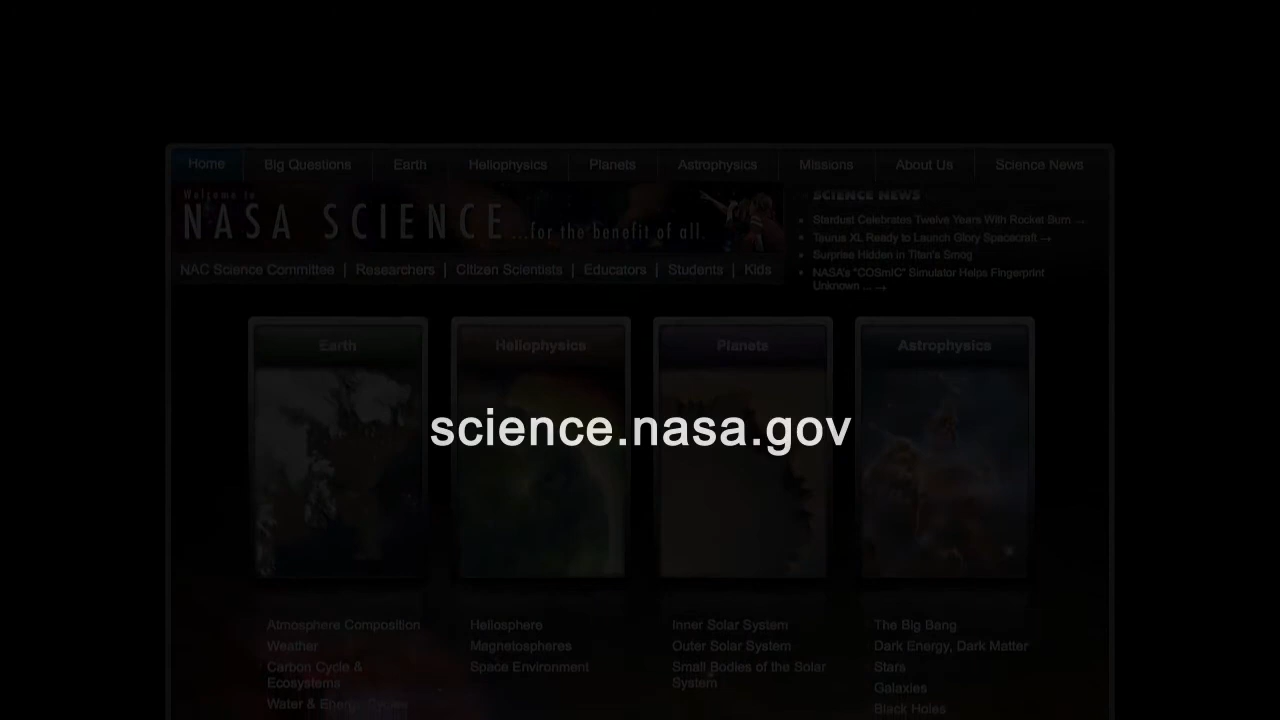 Home Big Questions Earth Heliophysics Planets Astrophysics Missions About Us Science News
Welcome to
NASA SCIENCE ...for the benefit of all.
NAC Science Committee | Researchers | Citizen Scientists | Educators | Students | Kids
SCIENCE NEWS
Stardust Celebrates Twelve Years With Rocket Burn →
Taurus XL Ready to Launch Glory Spacecraft →
Surprise Hidden in Titan's Smog
NASA's "COSmIC" Simulator Helps Fingerprint
Unknown ... →
Earth Heliophysics Planets Astrophysics
science.nasa.gov
Atmosphere Composition
Weather
Carbon Cycle &
Ecosystems
Water & Energy Cycles
Heliosphere
Magnetospheres
Space Environment
Inner Solar System
Outer Solar System
Small Bodies of the Solar
System
The Big Bang
Dark Energy, Dark Matter
Stars
Galaxies
Black Holes